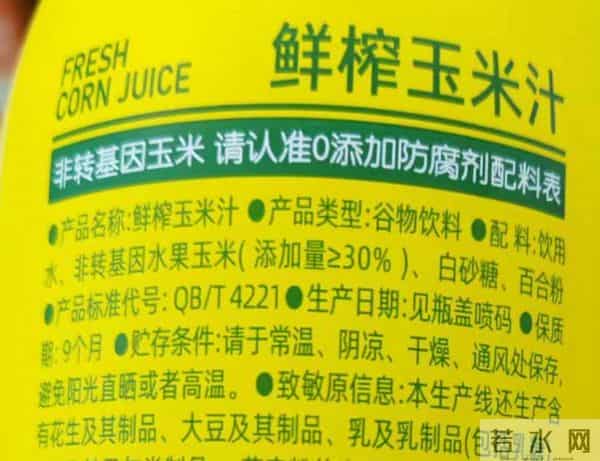 FRESH
CORN JUICE
鲜榨玉米汁
非转基因玉米 请认准0添加防腐剂配料表
●产品名称:鲜榨玉米汁 ●产品类型:谷物饮料 ●配料:饮用
水、非转基因水果玉米(添加量≥30%)、白砂糖、百合粉
●产品标准代号:QB/T 4221 ●生产日期:见瓶盖喷码 ●保质
期:9个月 ●贮存条件:请于常温、阴凉、干燥、通风处保存,
避免阳光直晒或者高温。 ●致敏原信息:本生产线还生产含
有花生及其制品、大豆及其制品、乳及乳制品(包
若水网